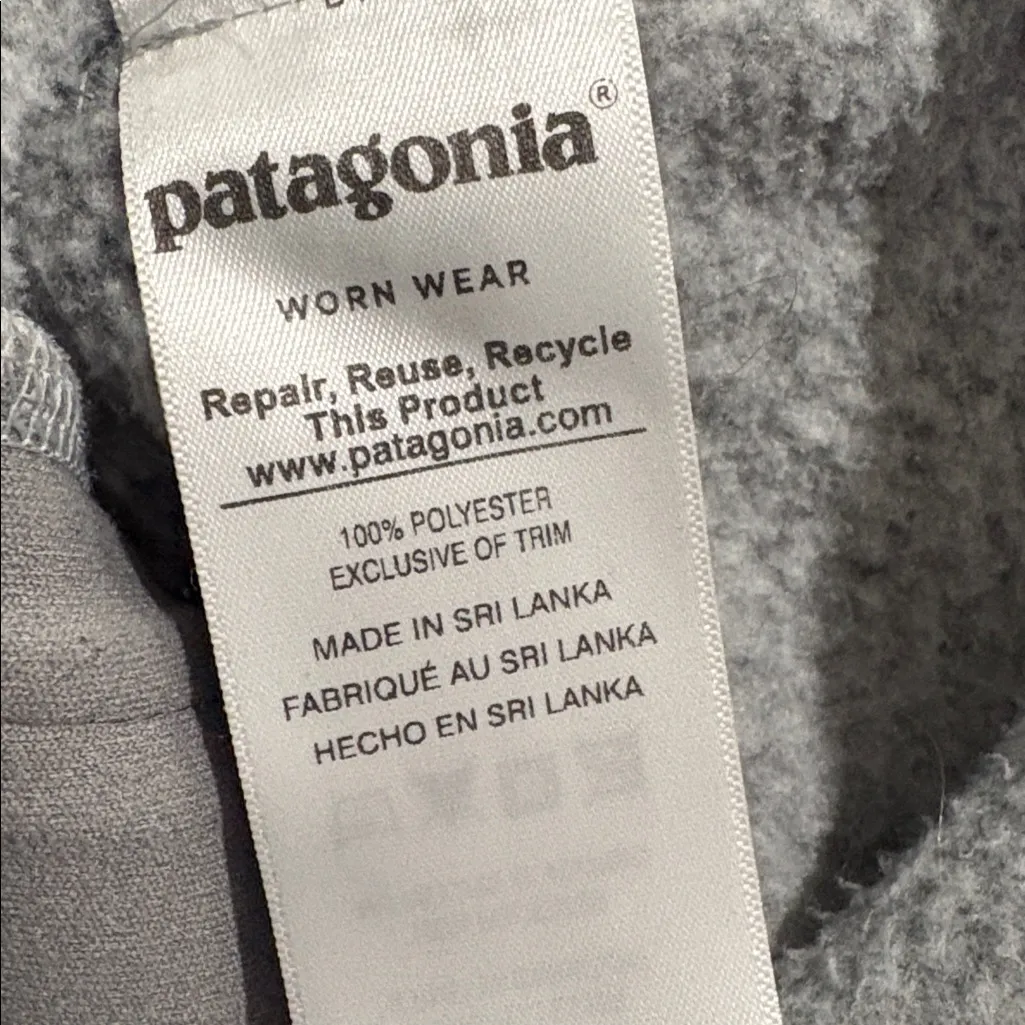 patagonia®
WORN WEAR
Repair, Reuse, Recycle
This Product
www.patagonia.com
100% POLYESTER
EXCLUSIVE OF TRIM
MADE IN SRI LANKA
FABRIQUÉ AU SRI LANKA
HECHO EN SRI LANKA